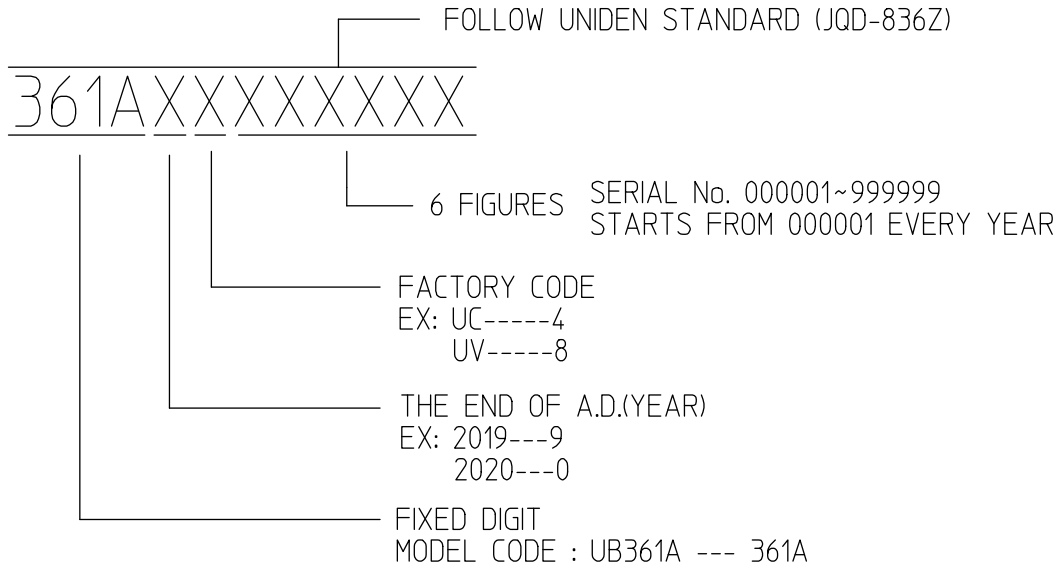 FOLLOW UNIDEN STANDARD (JQD-836Z)
361AXXXXXXXX
6 FIGURES SERIAL No. 000001~999999
STARTS FROM 000001 EVERY YEAR
FACTORY CODE
EX: UC-----4
UV-----8
THE END OF A.D.(YEAR)
EX: 2019---9
2020---0
FIXED DIGIT
MODEL CODE : UB361A --- 361A